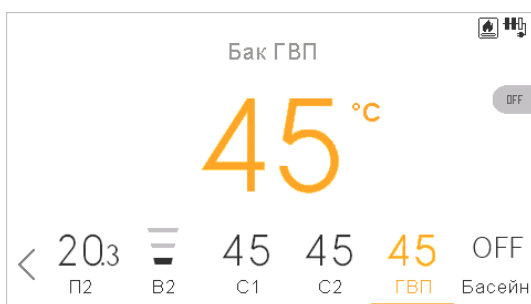 Бак ГВП
45 °C
OFF
20.3 45 45 45 OFF
П2 В2 С1 С2 ГВП Басейн